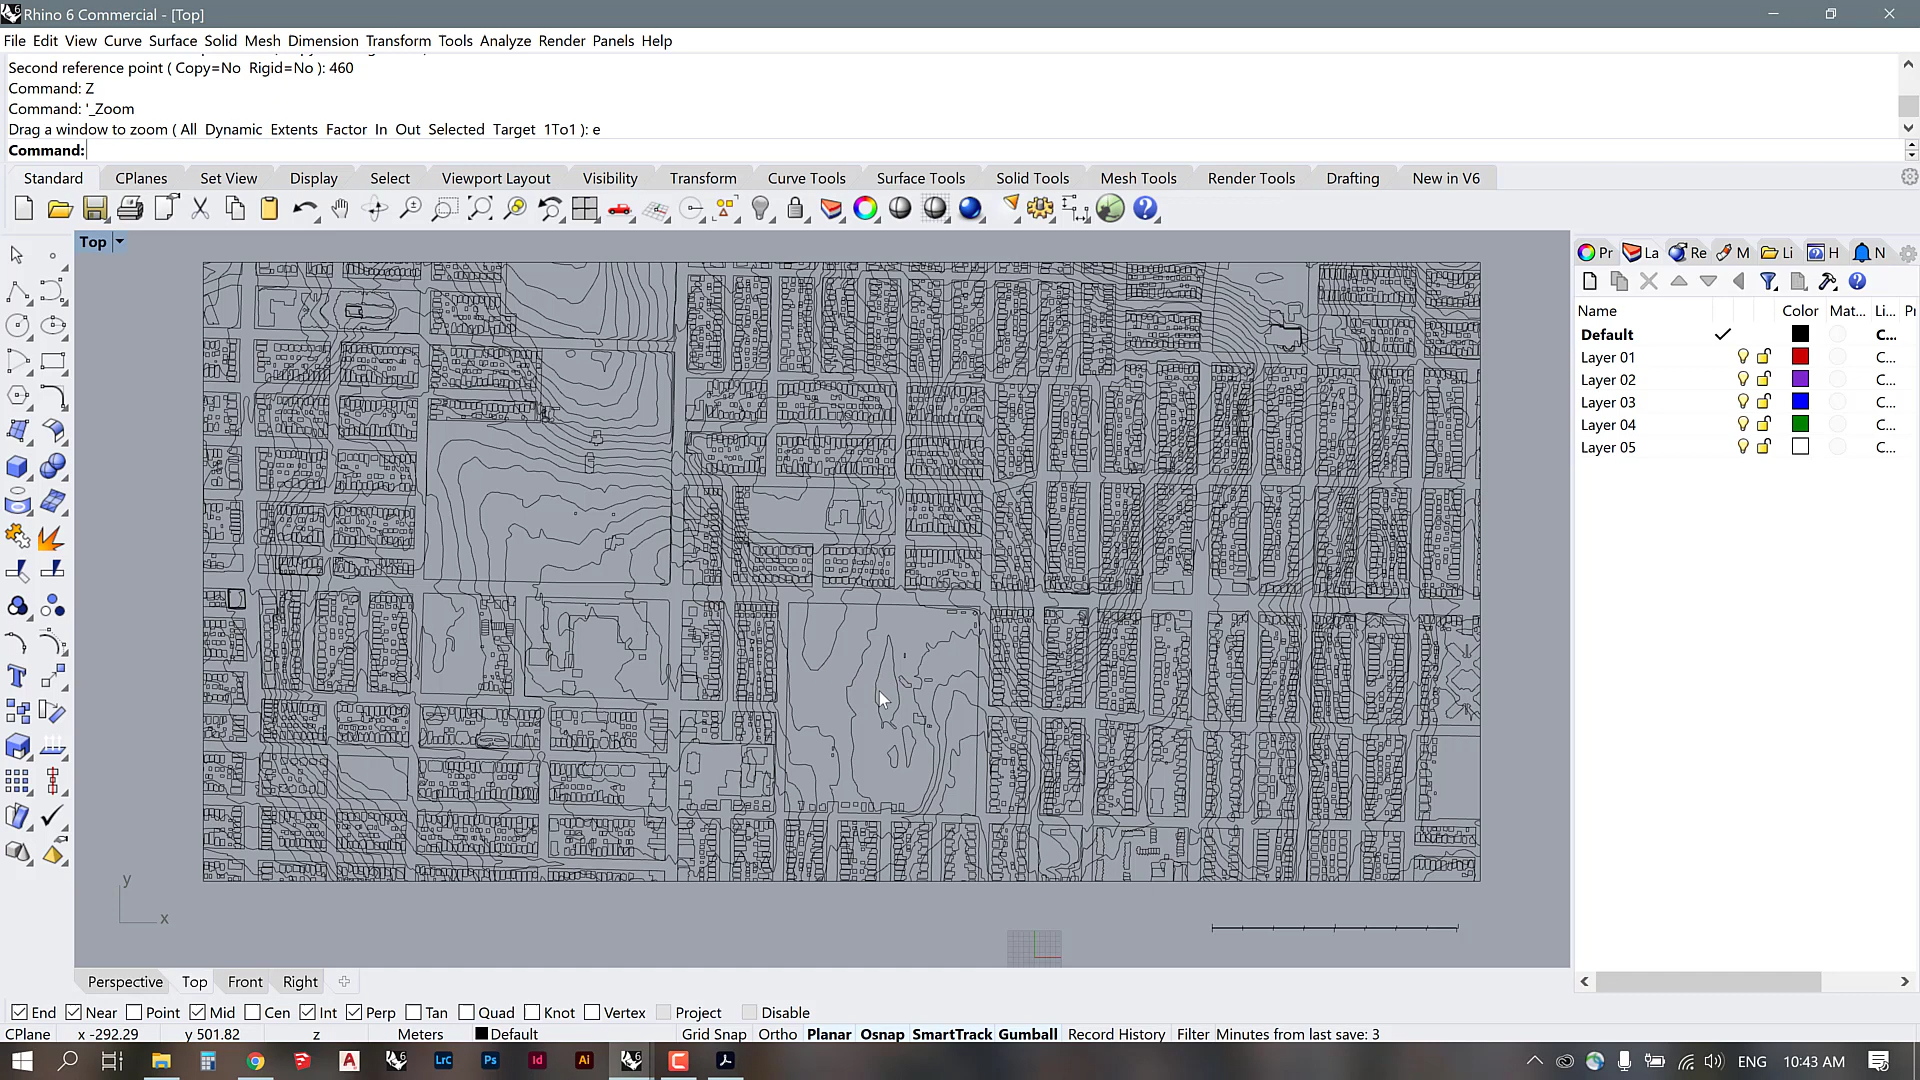 Rhino 6 Commercial - [Top]
File Edit View Curve Surface Solid Mesh Dimension Transform Tools Analyze Render Panels Help
Second reference point ( Copy=No Rigid=No ): 460
Command: Z
Command: '_Zoom
Drag a window to zoom ( All Dynamic Extents Factor In Out Selected Target 1To1 ): e
Command:
Standard CPlanes Set View Display Select Viewport Layout Visibility Transform Curve Tools Surface Tools Solid Tools Mesh Tools Render Tools Drafting New in V6
Top
Pr La Re M Li H N
Name Color Mat... Li... Pr
Default C...
Layer 01 C...
Layer 02 C...
Layer 03 C...
Layer 04 C...
Layer 05 C...
y
x
Perspective Top Front Right
End Near Point Mid Cen Int Perp Tan Quad Knot Vertex Project Disable
CPlane x -292.29 y 501.82 z Meters Default Grid Snap Ortho Planar Osnap SmartTrack Gumball Record History Filter Minutes from last save: 3
A 6 Lrc Ps Id Ai 6 ENG 10:43 AM